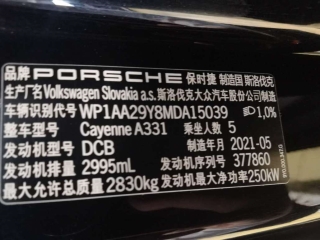 品牌 PORSCHE 保时捷 制造国 斯洛伐克
生产厂名 Volkswagen Slovakia a.s. 斯洛伐克大众汽车股份公司制造
车辆识别代号 WP1AA29Y8MDA15039 1,0%
整车型号 Cayenne A331 乘坐人数 5
发动机型号 DCB 制造年月 2021-05
发动机排量 2995mL 发动机序列号 377860
最大允许总质量 2830kg 发动机最大净功率 250kW